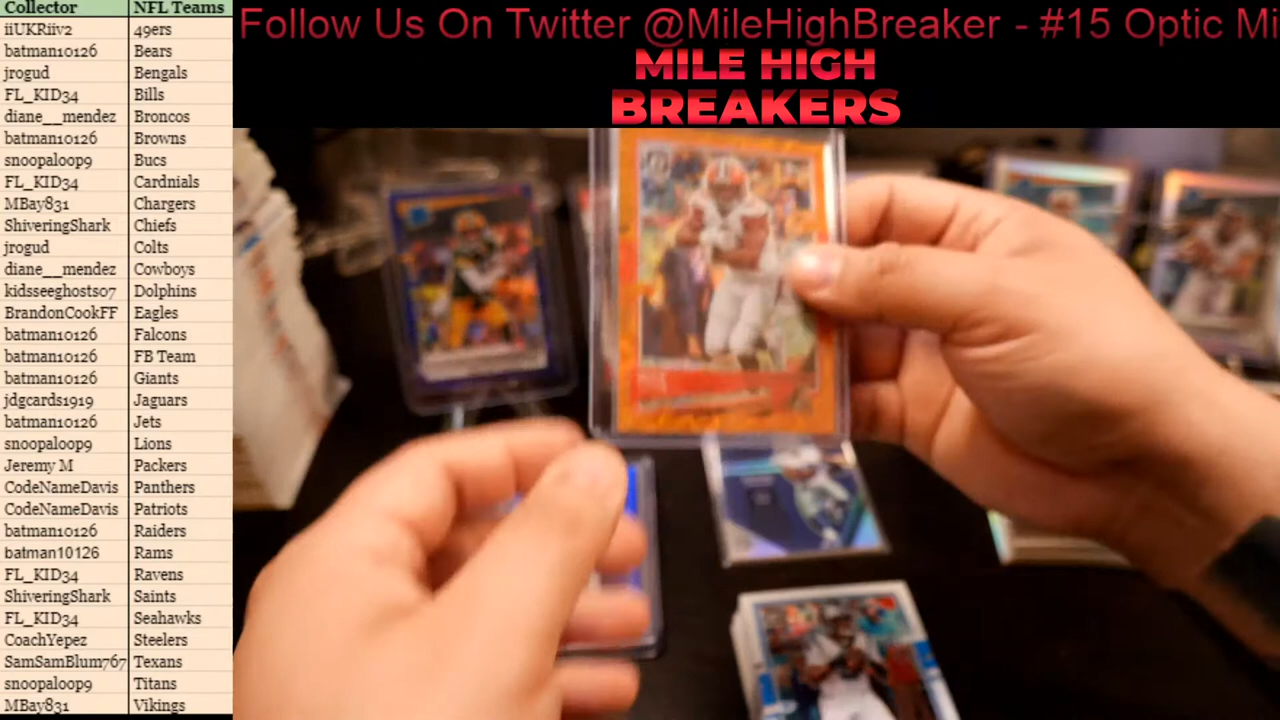 Collector NFL Teams
iiUKRiiv2 49ers
batman10126 Bears
jrogud Bengals
FL_KID34 Bills
diane__mendez Broncos
batman10126 Browns
snoopaloop9 Bucs
FL_KID34 Cardnials
MBay831 Chargers
ShiveringShark Chiefs
jrogud Colts
diane__mendez Cowboys
kidsseeghosts07 Dolphins
BrandonCookFF Eagles
batman10126 Falcons
batman10126 FB Team
batman10126 Giants
jdgcards1919 Jaguars
batman10126 Jets
snoopaloop9 Lions
Jeremy M Packers
CodeNameDavis Panthers
CodeNameDavis Patriots
batman10126 Raiders
batman10126 Rams
FL_KID34 Ravens
ShiveringShark Saints
FL_KID34 Seahawks
CoachYepez Steelers
SamSamBlum767 Texans
snoopaloop9 Titans
MBay831 Vikings
Follow Us On Twitter @MileHighBreaker - #15 Optic Mi
MILE HIGH
BREAKERS